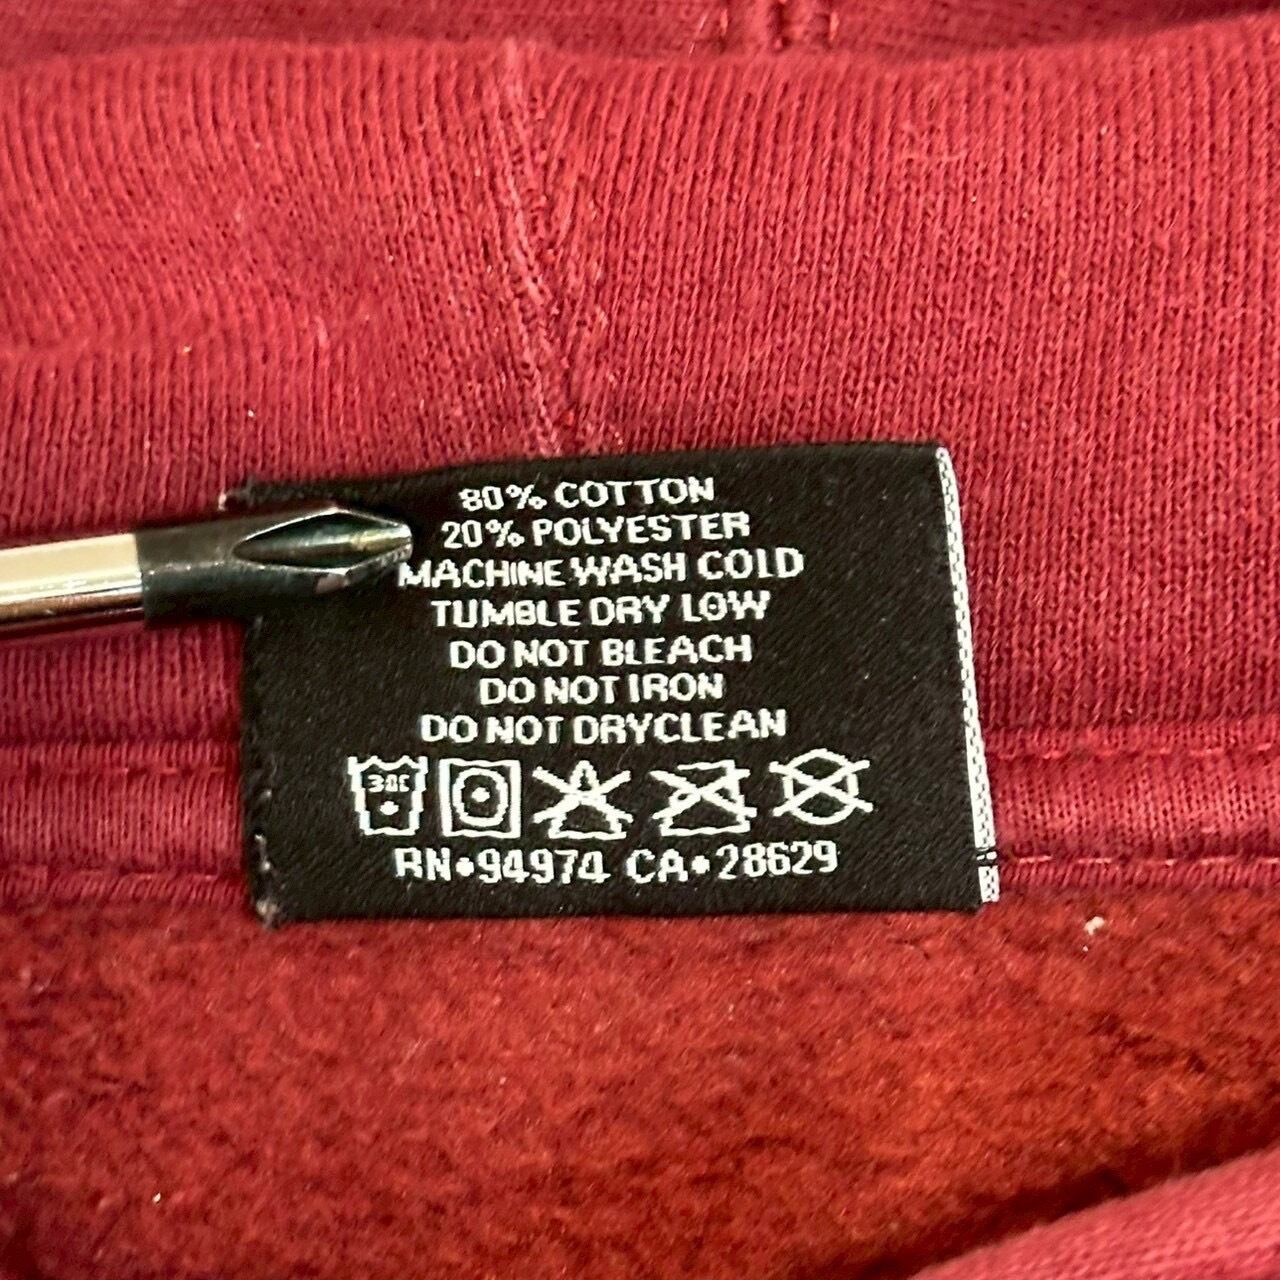 80% COTTON
20% POLYESTER
MACHINE WASH COLD
TUMBLE DRY LOW
DO NOT BLEACH
DO NOT IRON
DO NOT DRYCLEAN
30C
RN•94974 CA•28629